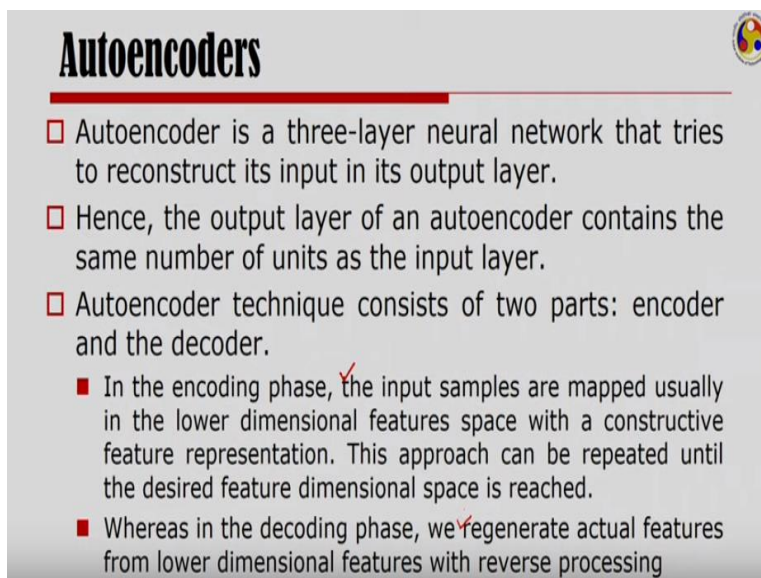 Autoencoders
Autoencoder is a three-layer neural network that tries
to reconstruct its input in its output layer.
Hence, the output layer of an autoencoder contains the
same number of units as the input layer.
Autoencoder technique consists of two parts: encoder
and the decoder.
In the encoding phase, the input samples are mapped usually
in the lower dimensional features space with a constructive
feature representation. This approach can be repeated until
the desired feature dimensional space is reached.
Whereas in the decoding phase, we regenerate actual features
from lower dimensional features with reverse processing